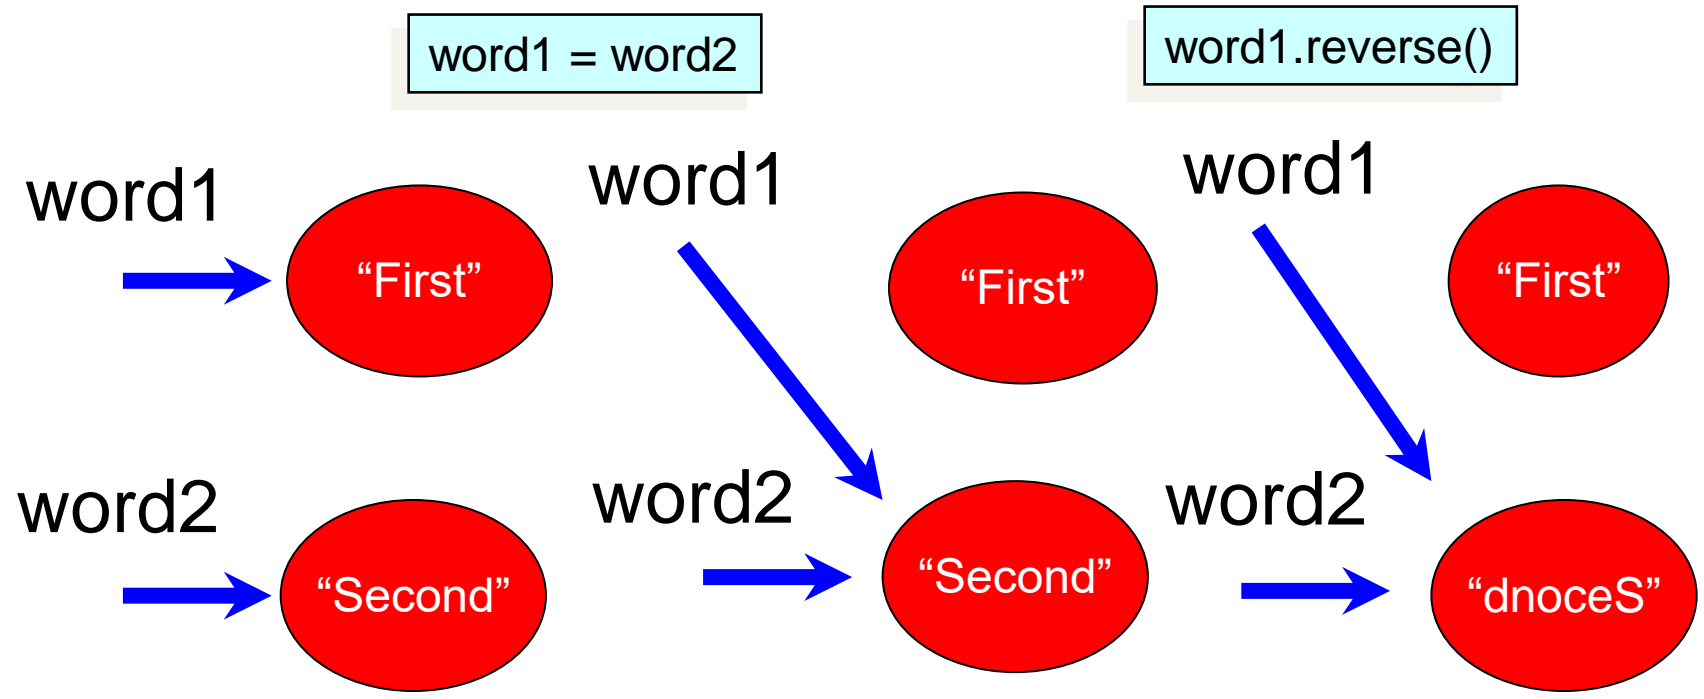 word1 = word2
word1.reverse()
word1
“First”
word2
“Second”
word1
“First”
word2
“Second”
word1
“First”
word2
“dnoceS”